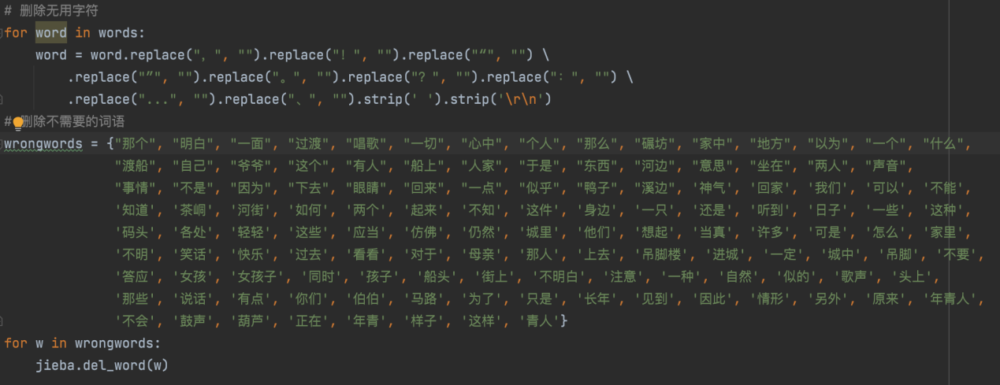 # 删除无用字符
for word in words:
    word = word.replace("，", "").replace("！", "").replace("“", "") \
        .replace("”", "").replace("。", "").replace("？", "").replace("：", "") \
        .replace("...", "").replace("、", "").strip(' ').strip('\r\n')
# 删除不需要的词语
wrongwords = {"那个", "明白", "一面", "过渡", "唱歌", "一切", "心中", "个人", "那么", "碾坊", "家中", "地方", "以为", "一个", "什么",
              "渡船", "自己", "爷爷", "这个", "有人", "船上", "人家", "于是", "东西", "河边", "意思", "坐在", "两人", "声音",
              "事情", "不是", "因为", "下去", "眼睛", "回来", "一点", "似乎", "鸭子", "溪边", '神气', '回家', '我们', '可以', '不能',
              '知道', '茶峒', '河街', '如何', '两个', '起来', '不知', '这件', '身边', '一只', '还是', '听到', '日子', '一些', '这种',
              '码头', '各处', '轻轻', '这些', '应当', '仿佛', '仍然', '城里', '他们', '想起', '当真', '许多', '可是', '怎么', '家里',
              '不明', '笑话', '快乐', '过去', '看看', '对于', '母亲', '那人', '上去', '吊脚楼', '进城', '一定', '城中', '吊脚', '不要',
              '答应', '女孩', '女孩子', '同时', '孩子', '船头', '街上', '不明白', '注意', '一种', '自然', '似的', '歌声', '头上',
              '那些', '说话', '有点', '你们', '伯伯', '马路', '为了', '只是', '长年', '见到', '因此', '情形', '另外', '原来', '年青人',
              '不会', '鼓声', '葫芦', '正在', '年青', '样子', '这样', '青人'}
for w in wrongwords:
    jieba.del_word(w)